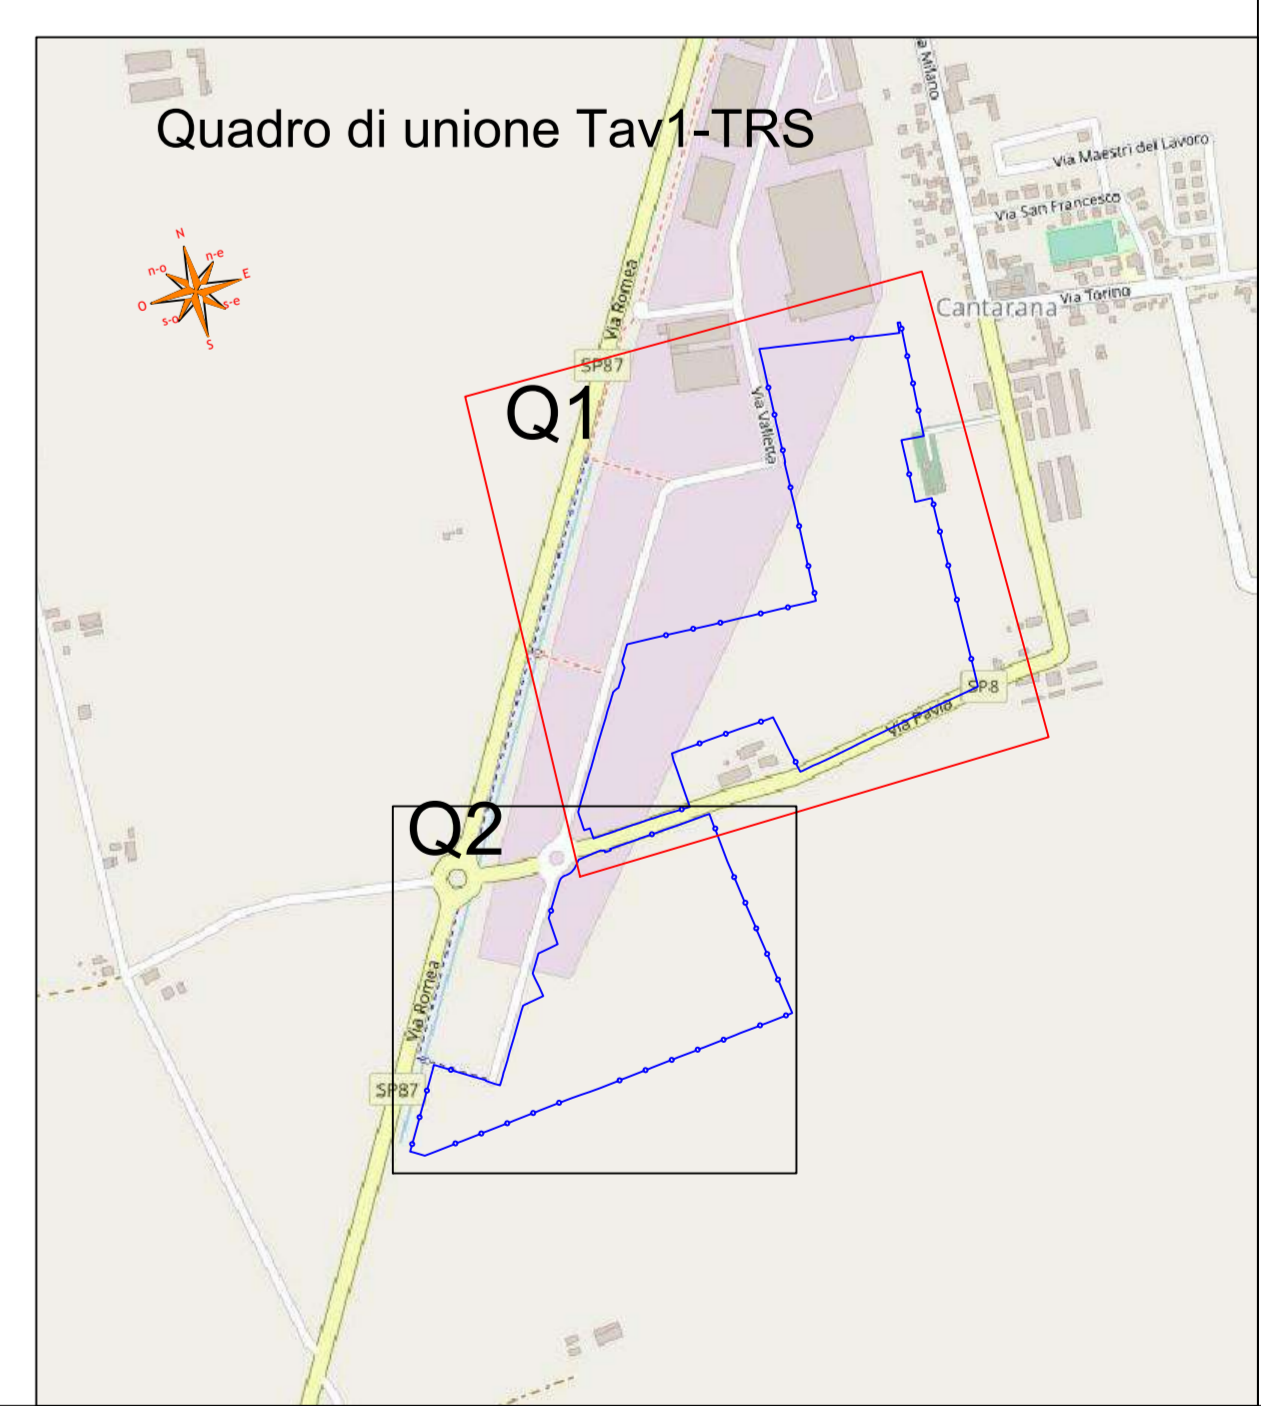 Quadro di unione Tav1-TRS
N
n-e
E
s-e
S
s-o
O
n-o
Via Milano
Via Maestri del Lavoro
Via San Francesco
Via Torino
Cantarana
Via Romea
SP87
Q1
Via Valletta
SP8
Via Pavia
Q2
Via Romea
SP87